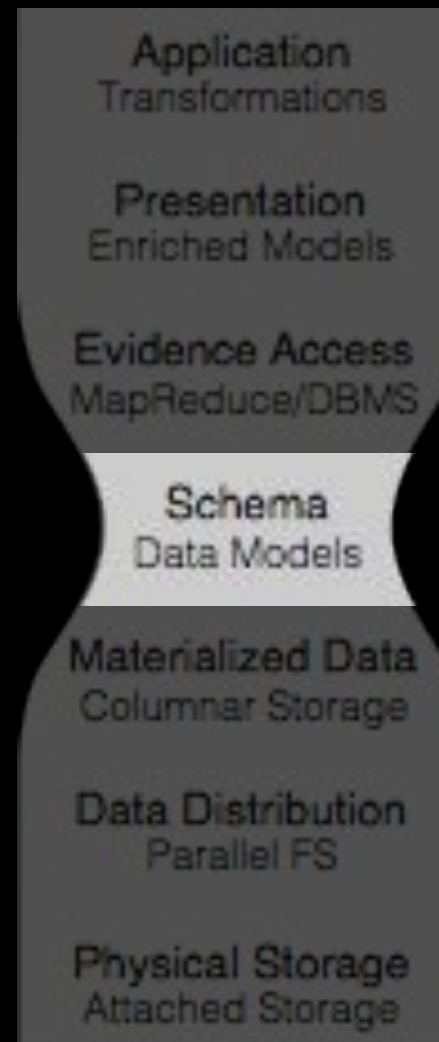 Application
Transformations
Presentation
Enriched Models
Evidence Access
MapReduce/DBMS
Schema
Data Models
Materialized Data
Columnar Storage
Data Distribution
Parallel FS
Physical Storage
Attached Storage